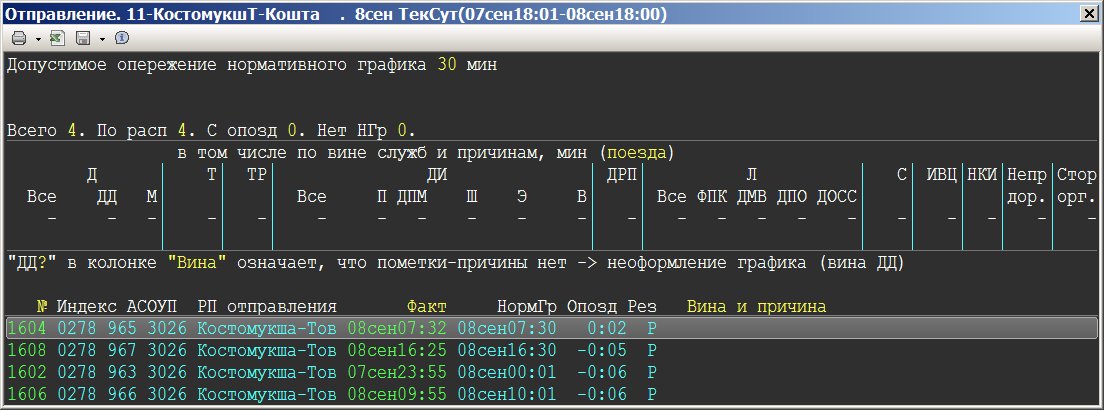 Отправление. 11-КостомукшТ-Кошта . 8сен ТекСут(07сен18:01-08сен18:00)
Допустимое опережение нормативного графика 30 мин
Всего 4. По расп 4. С опозд 0. Нет НГр 0.
в том числе по вине служб и причинам, мин (поезда)
Д Т ТР ДИ ДРП Л С ИВЦ НКИ Непр Стор
Все ДД М Все П ДПМ Ш Э В Все ФПК ДМВ ДПО ДОСС дор. орг.
- - - - - - - - - - - - - - - - - - - - - -
"ДД?" в колонке "Вина" означает, что пометки-причины нет -> неоформление графика (вина ДД)
№ Индекс АСОУП РП отправления Факт НормГр Опозд Рез Вина и причина
1604 0278 965 3026 Костомукша-Тов 08сен07:32 08сен07:30 0:02 Р
1608 0278 967 3026 Костомукша-Тов 08сен16:25 08сен16:30 -0:05 Р
1602 0278 963 3026 Костомукша-Тов 07сен23:55 08сен00:01 -0:06 Р
1606 0278 966 3026 Костомукша-Тов 08сен09:55 08сен10:01 -0:06 Р